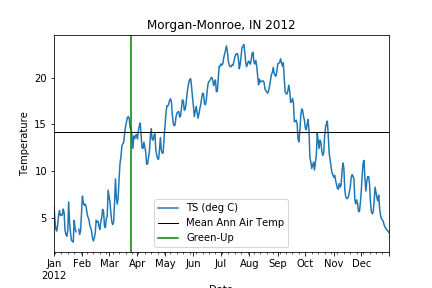 Morgan-Monroe, IN 2012
Temperature
20
15
10
5
TS (deg C)
Mean Ann Air Temp
Green-Up
Jan Feb Mar Apr May Jun Jul Aug Sep Oct Nov Dec
2012